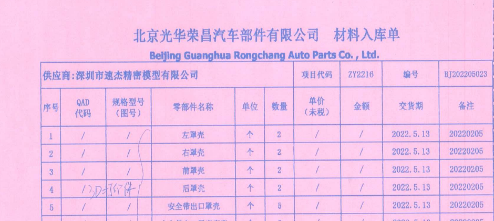 北京光华荣昌汽车部件有限公司 材料入库单
Beijing Guanghua Rongchang Auto Parts Co. , Ltd.
供应商:深圳市速杰精密模型有限公司 项目代码 ZY2216 编号 RJ202205023
序号 QAD代码 规格型号(图号) 零部件名称 单位 数量 单价(未税) 金额 交货期 备注
1 / / 左罩壳 个 2 / / 2022.5.13 20220205
2 / / 右罩壳 个 2 / / 2022.5.13 20220205
3 / / 前罩壳 个 2 / / 2022.5.13 20220205
4 后罩壳 个 2 / / 2022.5.13 20220205
5 / / 安全带出口罩壳 个 8 / / 2022.5.13 20220205